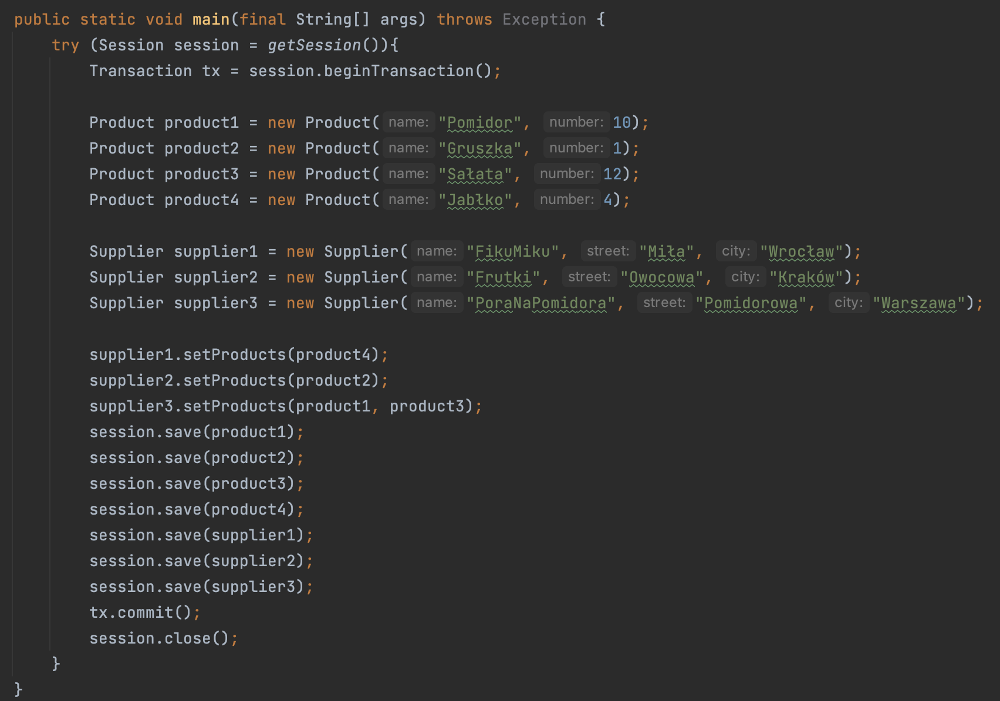 public static void main(final String[] args) throws Exception {
try (Session session = getSession()){
Transaction tx = session.beginTransaction();
Product product1 = new Product( name: "Pomidor", number: 10);
Product product2 = new Product( name: "Gruszka", number: 1);
Product product3 = new Product( name: "Sałata", number: 12);
Product product4 = new Product( name: "Jabłko", number: 4);
Supplier supplier1 = new Supplier( name: "FikuMiku", street: "Miła", city: "Wrocław");
Supplier supplier2 = new Supplier( name: "Frutki", street: "Owocowa", city: "Kraków");
Supplier supplier3 = new Supplier( name: "PoraNaPomidora", street: "Pomidorowa", city: "Warszawa");
supplier1.setProducts(product4);
supplier2.setProducts(product2);
supplier3.setProducts(product1, product3);
session.save(product1);
session.save(product2);
session.save(product3);
session.save(product4);
session.save(supplier1);
session.save(supplier2);
session.save(supplier3);
tx.commit();
session.close();
}
}